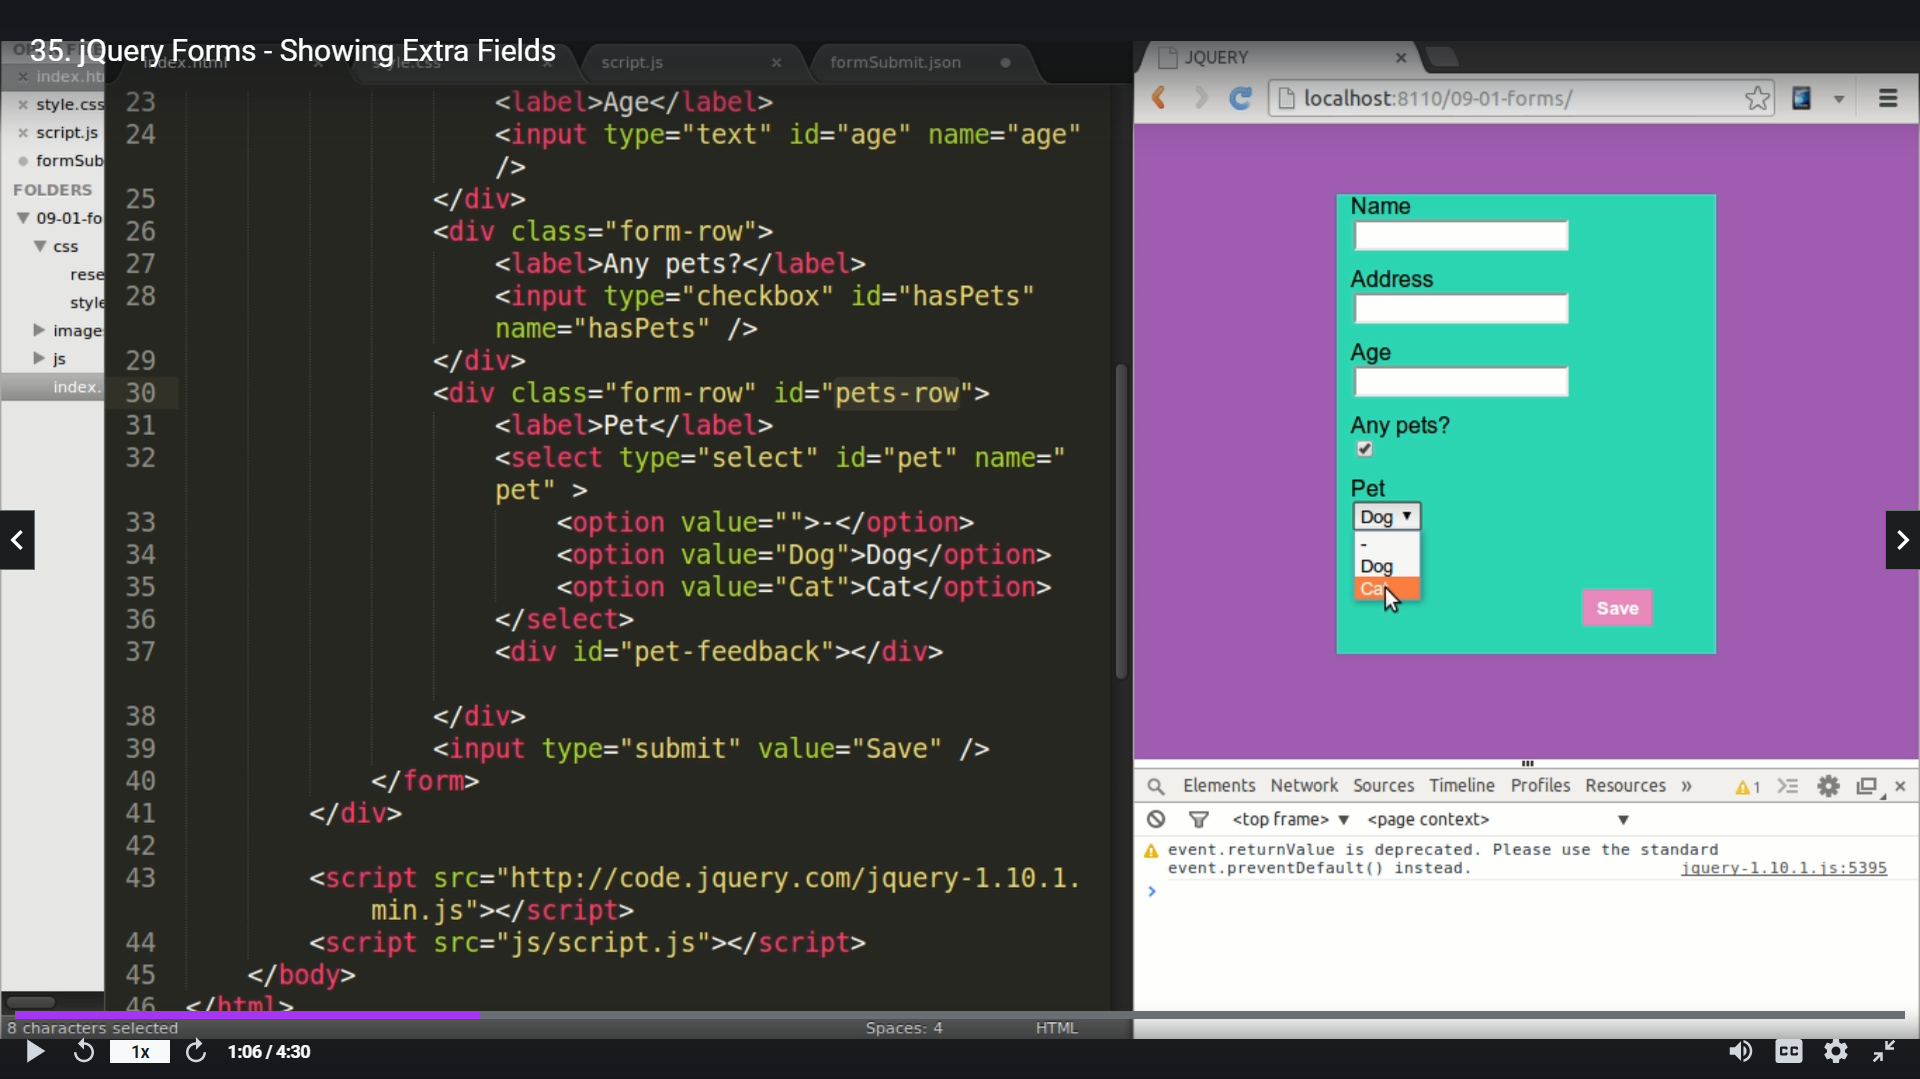 35. jQuery Forms - Showing Extra Fields
index.html
style.css
script.js
formSubmit.json
index.ht
style.css
script.js
formSub
FOLDERS
09-01-fo
css
rese
style
image
js
index.
23 <label>Age</label>
24 <input type="text" id="age" name="age"
/>
25 </div>
26 <div class="form-row">
27 <label>Any pets?</label>
28 <input type="checkbox" id="hasPets"
name="hasPets" />
29 </div>
30 <div class="form-row" id="pets-row">
31 <label>Pet</label>
32 <select type="select" id="pet" name="
pet" >
33 <option value="">-</option>
34 <option value="Dog">Dog</option>
35 <option value="Cat">Cat</option>
36 </select>
37 <div id="pet-feedback"></div>
38 </div>
39 <input type="submit" value="Save" />
40 </form>
41 </div>
42
43 <script src="http://code.jquery.com/jquery-1.10.1.
min.js"></script>
44 <script src="js/script.js"></script>
45 </body>
46 </html>
8 characters selected
Spaces: 4
HTML
JQUERY
localhost:8110/09-01-forms/
Name
Address
Age
Any pets?
Pet
Dog
-
Dog
Cat
Save
Elements Network Sources Timeline Profiles Resources » 1
<top frame> <page context>
event.returnValue is deprecated. Please use the standard
event.preventDefault() instead. jquery-1.10.1.js:5395
1x
1:06 / 4:30
CC